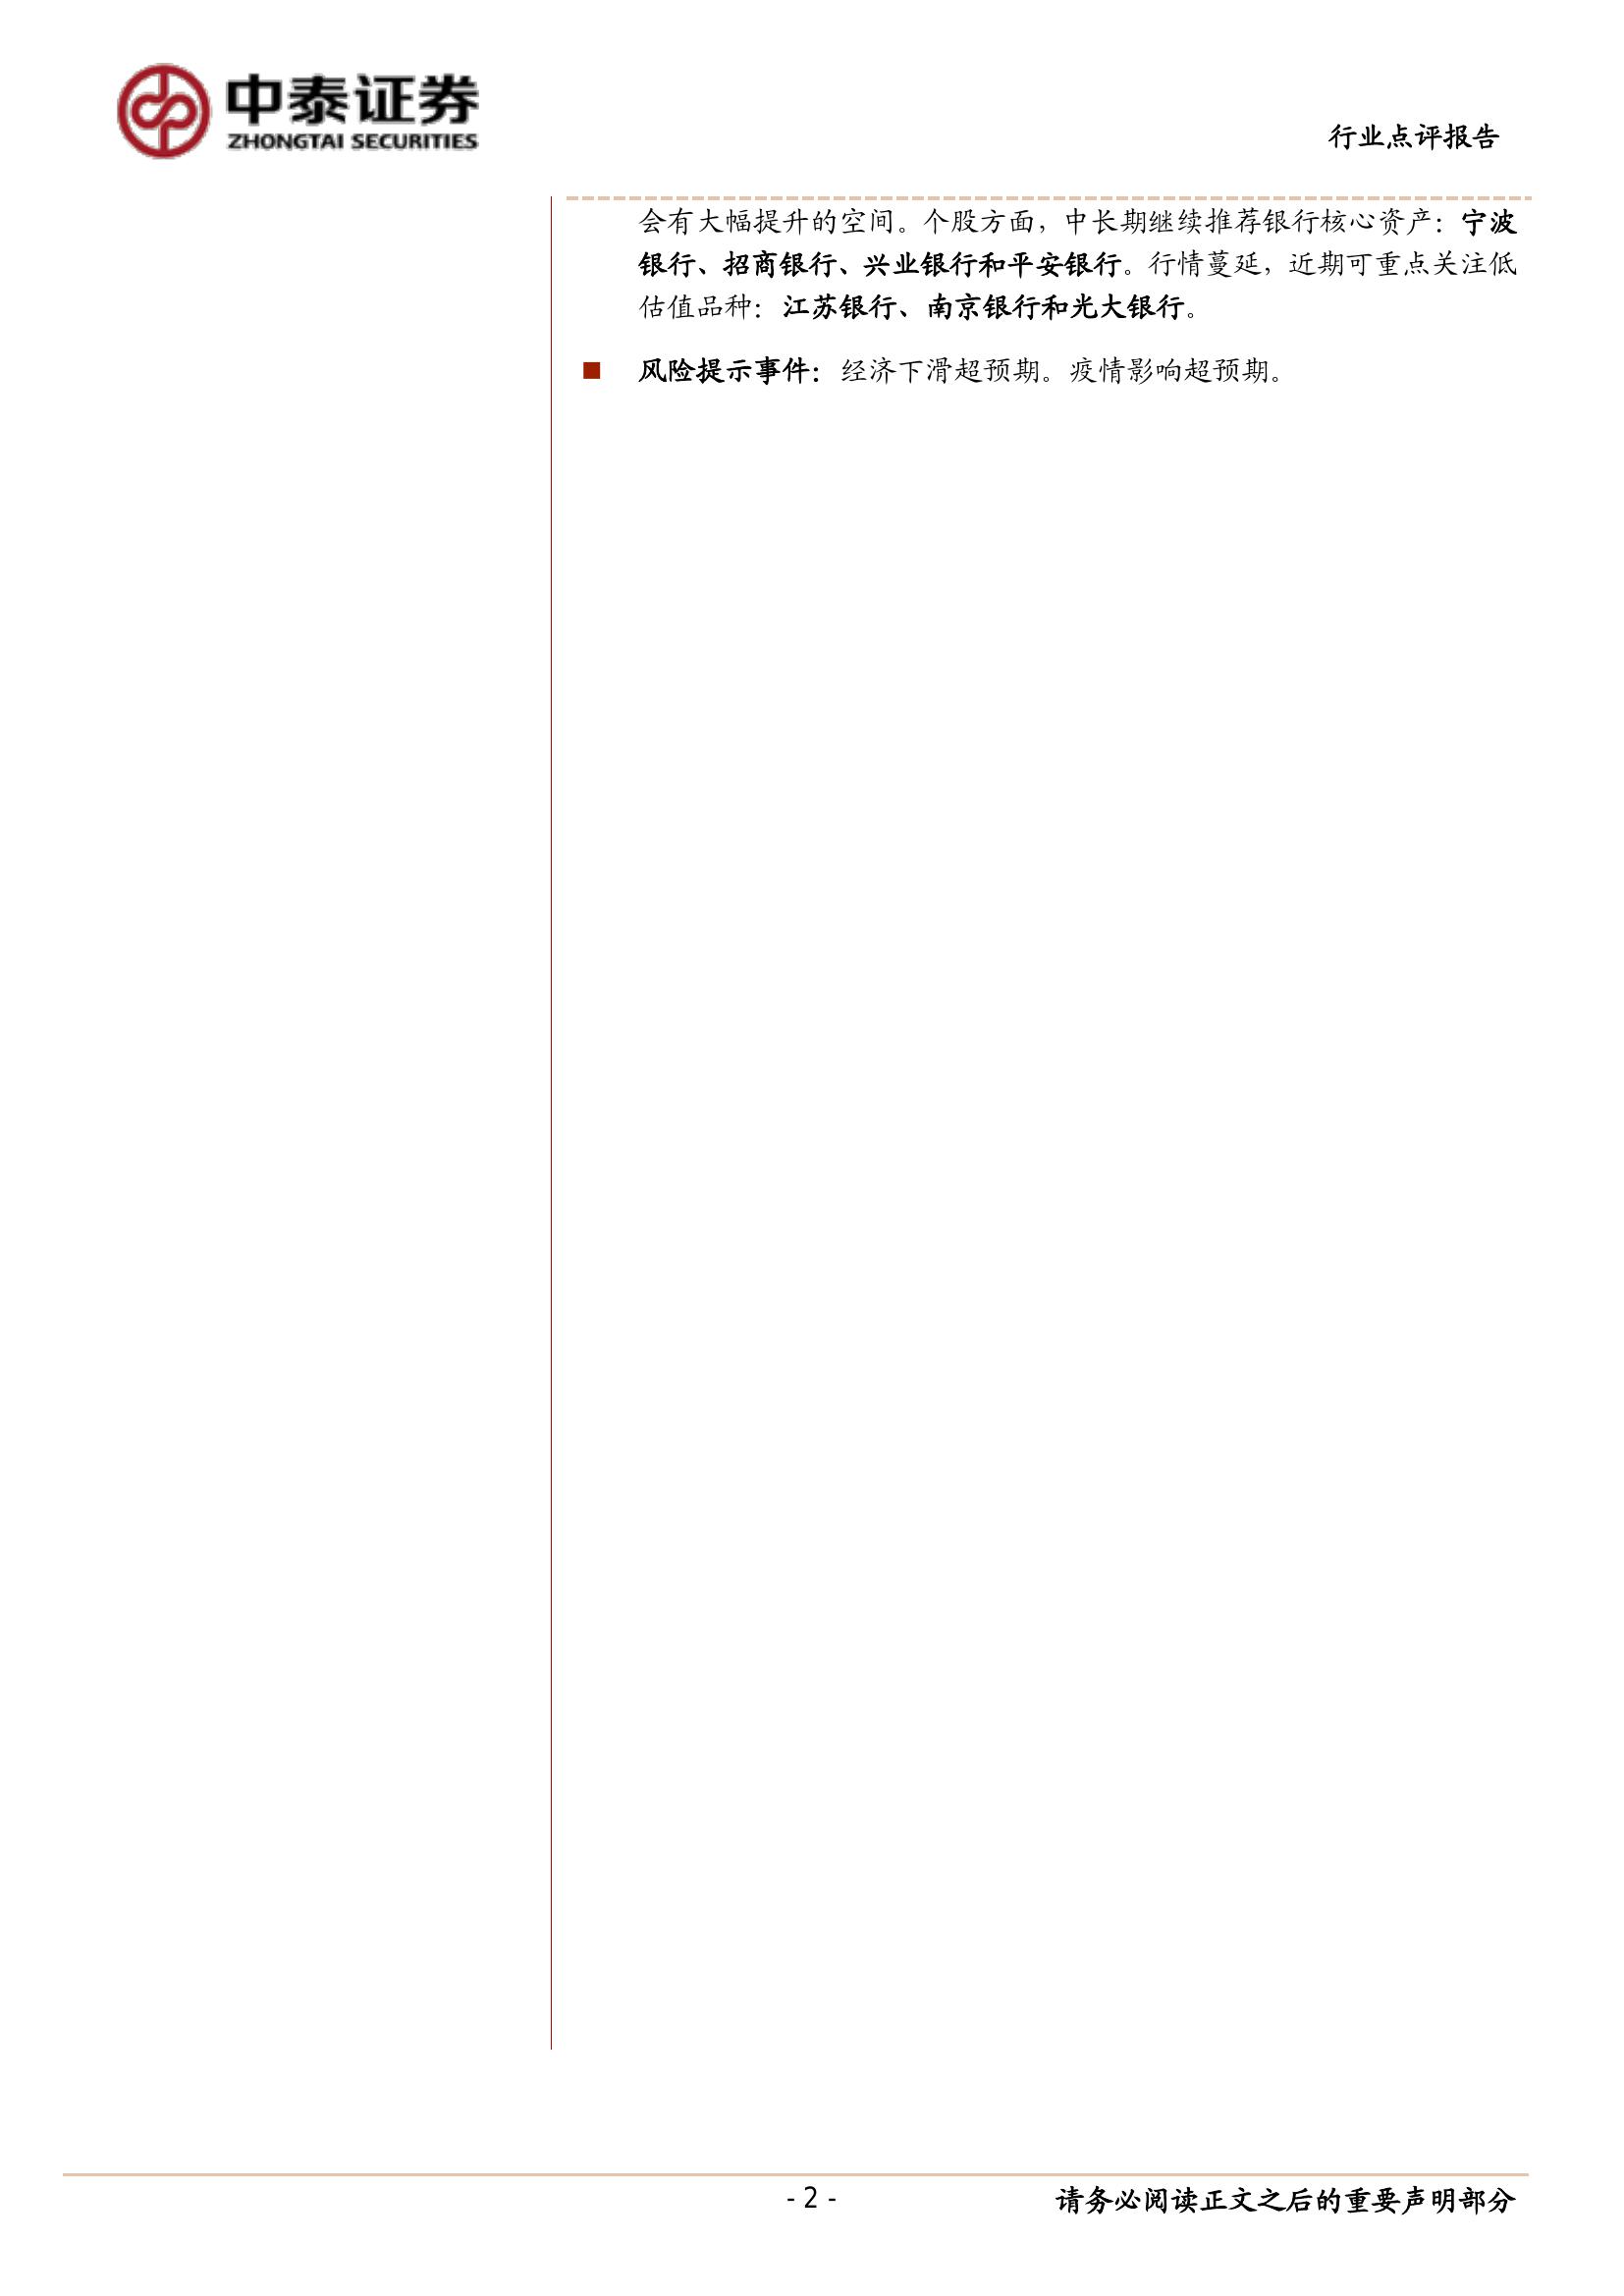 中泰证券
ZHONGTAI SECURITIES
行业点评报告
会有大幅提升的空间。个股方面，中长期继续推荐银行核心资产：宁波
银行、招商银行、兴业银行和平安银行。行情蔓延，近期可重点关注低
估值品种：江苏银行、南京银行和光大银行。
■ 风险提示事件：经济下滑超预期。疫情影响超预期。
- 2 -
请务必阅读正文之后的重要声明部分